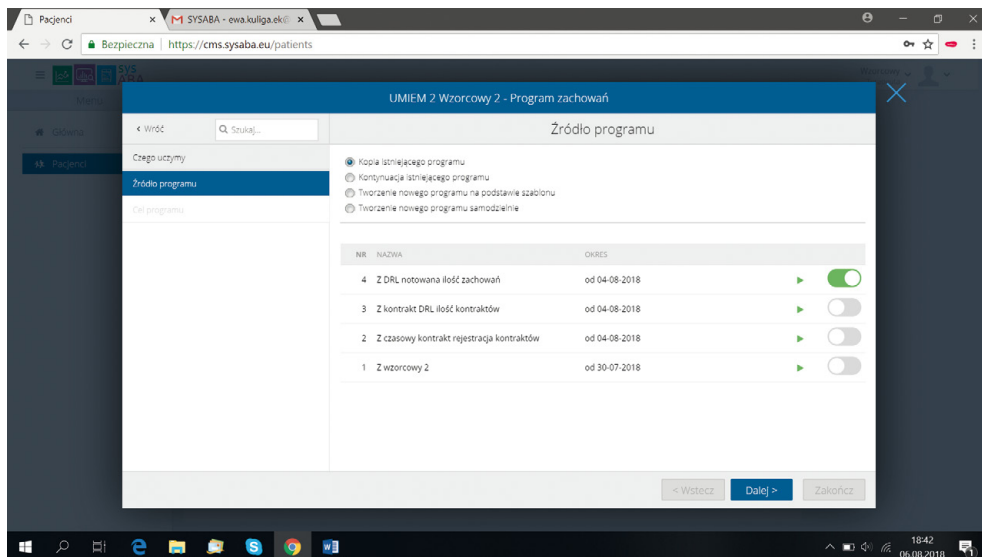 Pacjenci
SYSABA - ewa.kuliga.ek@
Bezpieczna
https://cms.sysaba.eu/patients
SYS
ABA
Wzorcowy
Menu
Główna
Pacjenci
UMIEM 2 Wzorcowy 2 - Program zachowań
Wróć
Szukaj...
Źródło programu
Czego uczymy
Źródło programu
Cel programu
Kopia istniejącego programu
Kontynuacja istniejącego programu
Tworzenie nowego programu na podstawie szablonu
Tworzenie nowego programu samodzielnie
NR NAZWA OKRES
4 Z DRL notowana ilość zachowań od 04-08-2018
3 Z kontrakt DRL ilość kontraktów od 04-08-2018
2 Z czasowy kontrakt rejestracja kontraktów od 04-08-2018
1 Z wzorcowy 2 od 30-07-2018
< Wstecz Dalej > Zakończ
18:42
06.08.2018